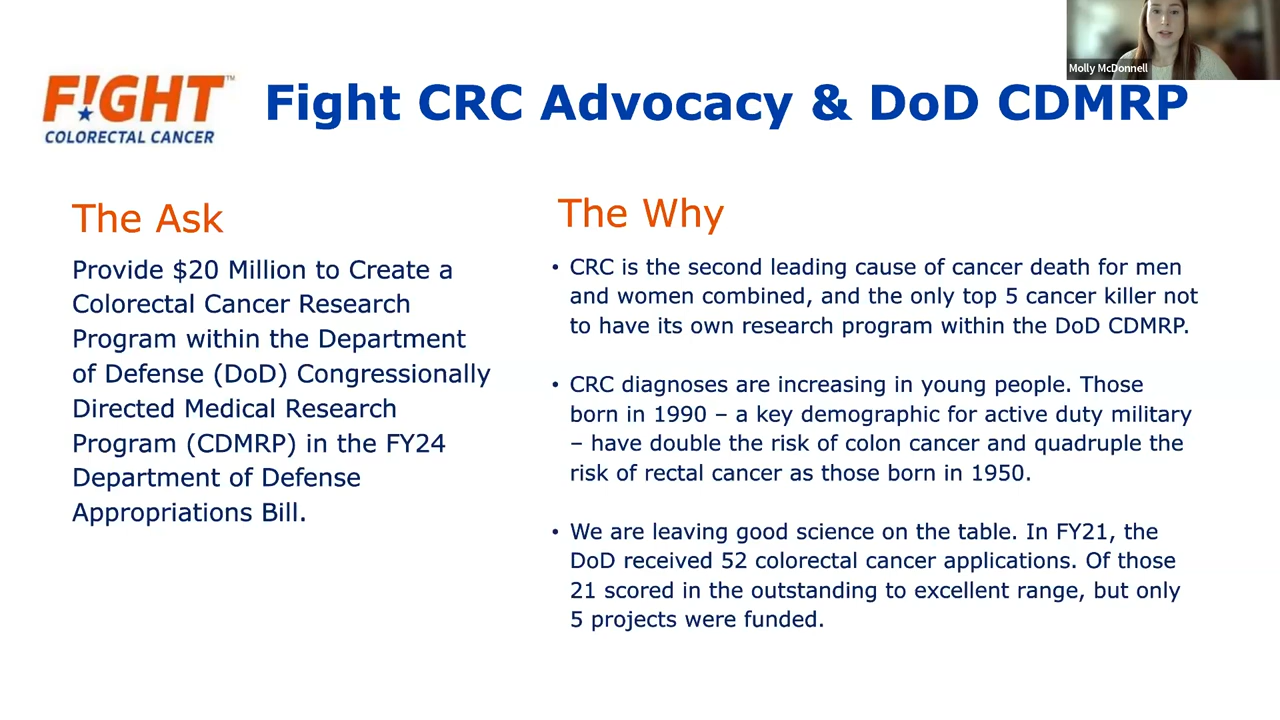 Molly McDonnell
F!GHT™
COLORECTAL CANCER
Fight CRC Advocacy & DoD CDMRP
The Ask
Provide $20 Million to Create a
Colorectal Cancer Research
Program within the Department
of Defense (DoD) Congressionally
Directed Medical Research
Program (CDMRP) in the FY24
Department of Defense
Appropriations Bill.
The Why
• CRC is the second leading cause of cancer death for men
and women combined, and the only top 5 cancer killer not
to have its own research program within the DoD CDMRP.
• CRC diagnoses are increasing in young people. Those
born in 1990 – a key demographic for active duty military
– have double the risk of colon cancer and quadruple the
risk of rectal cancer as those born in 1950.
• We are leaving good science on the table. In FY21, the
DoD received 52 colorectal cancer applications. Of those
21 scored in the outstanding to excellent range, but only
5 projects were funded.